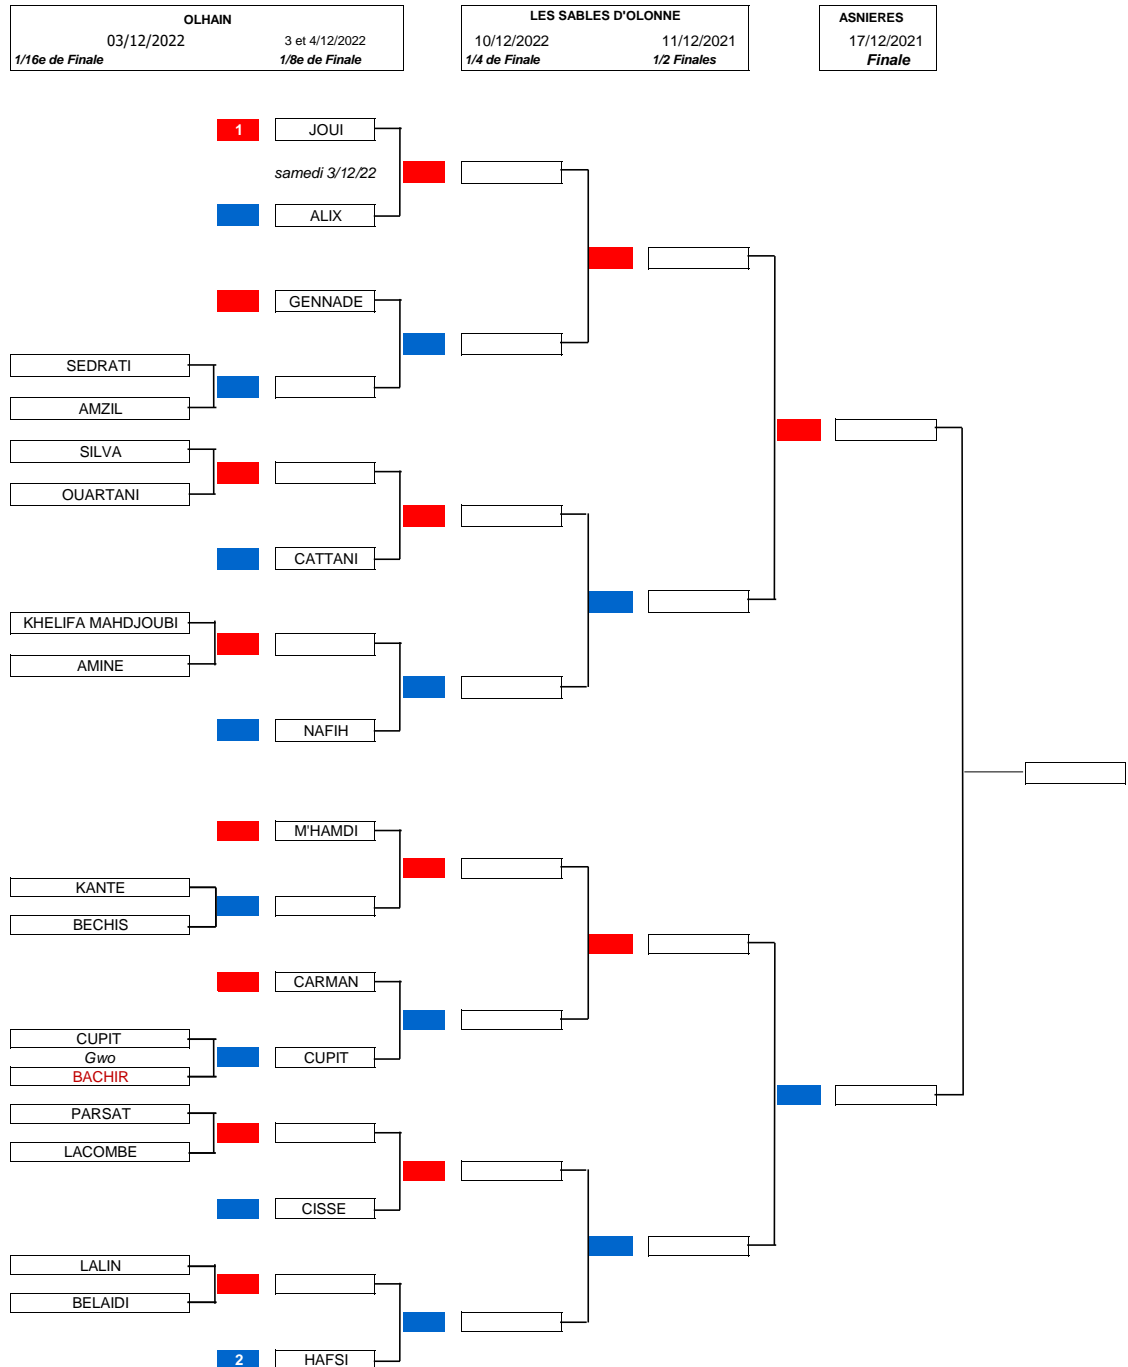 OLHAIN
03/12/2022 3 et 4/12/2022
1/16e de Finale 1/8e de Finale
LES SABLES D'OLONNE
10/12/2022 11/12/2021
1/4 de Finale 1/2 Finales
ASNIERES
17/12/2021
Finale
1 JOUI
samedi 3/12/22
ALIX
GENNADE
SEDRATI
AMZIL
SILVA
OUARTANI
CATTANI
KHELIFA MAHDJOUBI
AMINE
NAFIH
M'HAMDI
KANTE
BECHIS
CARMAN
CUPIT
Gwo
CUPIT
BACHIR
PARSAT
LACOMBE
CISSE
LALIN
BELAIDI
2 HAFSI